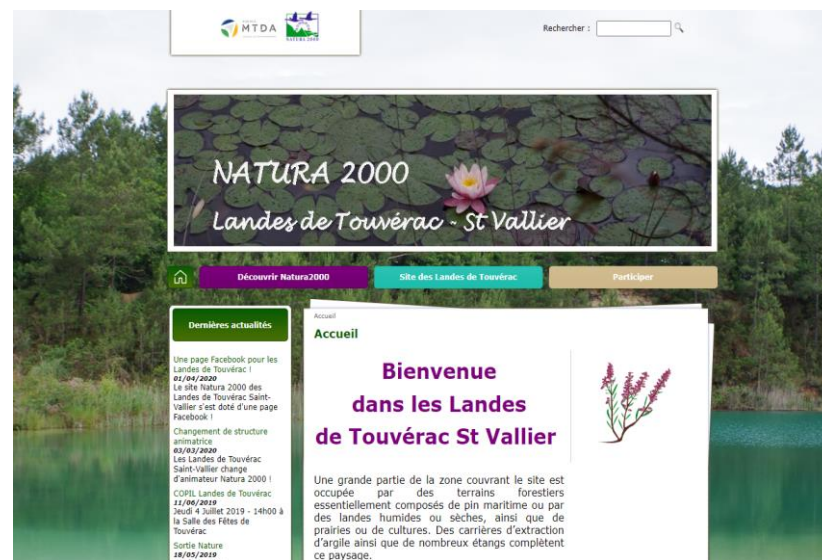 MTDA
NATURA 2000
Rechercher :
NATURA 2000
Landes de Touvérac - St Vallier
Découvrir Natura2000
Site des Landes de Touvérac
Participer
Dernières actualités
Une page Facebook pour les
Landes de Touvérac !
01/04/2020
Le site Natura 2000 des
Landes de Touvérac Saint-
Vallier s'est doté d'une page
Facebook !
Changement de structure
animatrice
03/03/2020
Les Landes de Touvérac
Saint-Vallier change
d'animateur Natura 2000 !
COPIL Landes de Touvérac
11/06/2019
Jeudi 4 Juillet 2019 - 14h00 à
la Salle des Fêtes de
Touvérac
Sortie Nature
18/05/2019
Accueil
Accueil
Bienvenue
dans les Landes
de Touvérac St Vallier
Une grande partie de la zone couvrant le site est
occupée par des terrains forestiers
essentiellement composés de pin maritime ou par
des landes humides ou sèches, ainsi que de
prairies ou de cultures. Des carrières d'extraction
d'argile ainsi que de nombreux étangs complètent
ce paysage.